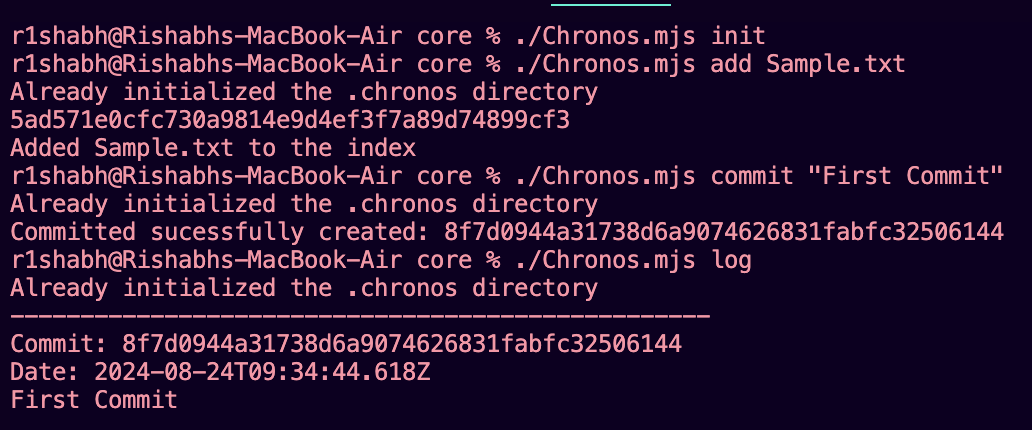 r1shabh@Rishabhs-MacBook-Air core % ./Chronos.mjs init
r1shabh@Rishabhs-MacBook-Air core % ./Chronos.mjs add Sample.txt
Already initialized the .chronos directory
5ad571e0cfc730a9814e9d4ef3f7a89d74899cf3
Added Sample.txt to the index
r1shabh@Rishabhs-MacBook-Air core % ./Chronos.mjs commit "First Commit"
Already initialized the .chronos directory
Committed sucessfully created: 8f7d0944a31738d6a9074626831fabfc32506144
r1shabh@Rishabhs-MacBook-Air core % ./Chronos.mjs log
Already initialized the .chronos directory
--------------------------------------------------
Commit: 8f7d0944a31738d6a9074626831fabfc32506144
Date: 2024-08-24T09:34:44.618Z
First Commit